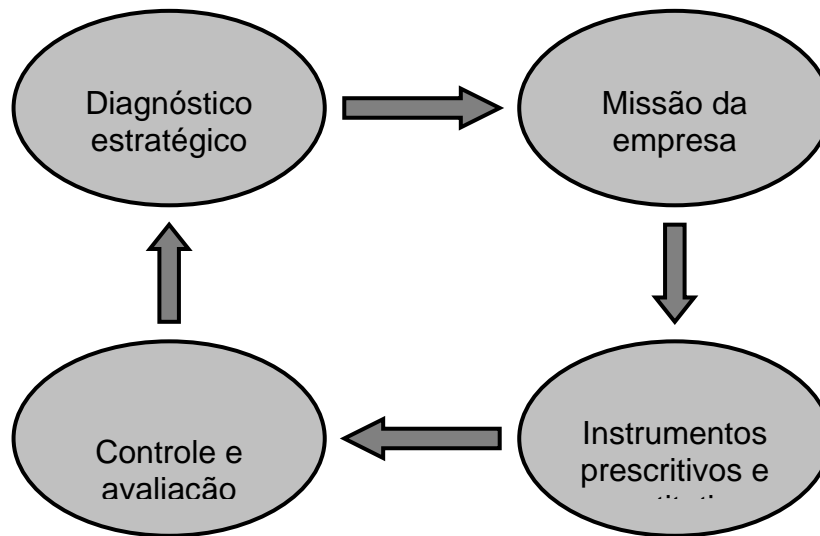 Diagnóstico
estratégico
Missão da
empresa
Instrumentos
prescritivos e
Controle e
avaliação